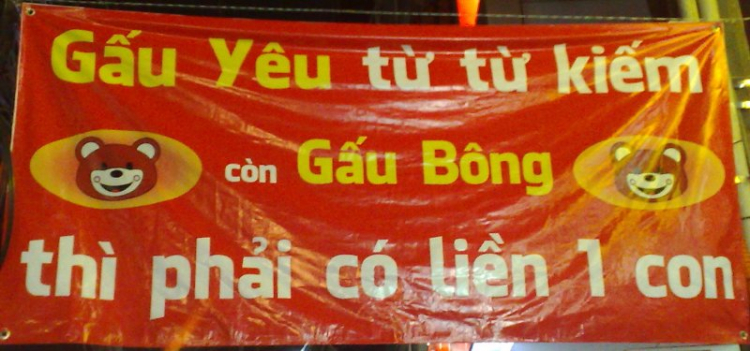 Gấu Yêu từ từ kiếm
còn Gấu Bông
thì phải có liền 1 con